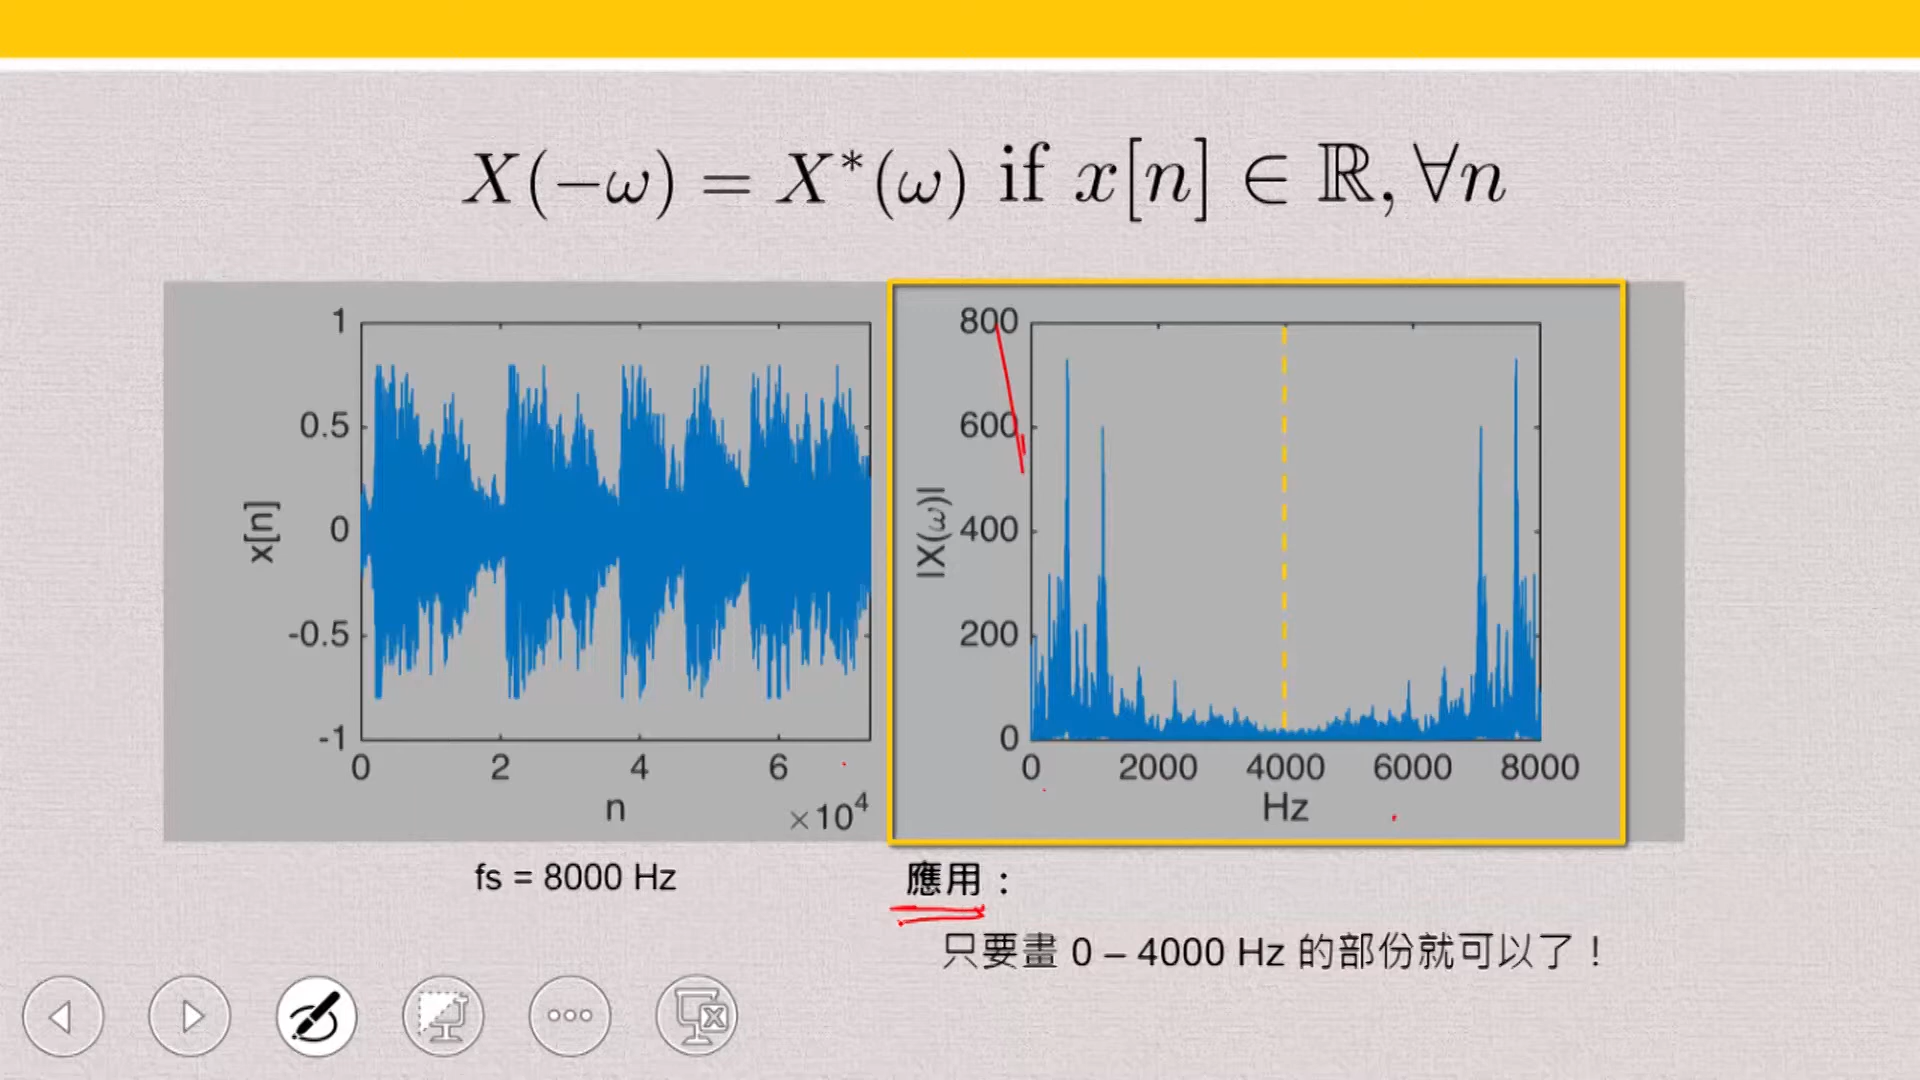 X(−ω) = X*(ω) if x[n] ∈ ℝ, ∀n
1
0.5
0
-0.5
-1
x[n]
0 2 4 6
n
×10⁴
800
600
400
200
0
|X(ω)|
0 2000 4000 6000 8000
Hz
fs = 8000 Hz
應用：
只要畫 0 – 4000 Hz 的部份就可以了！